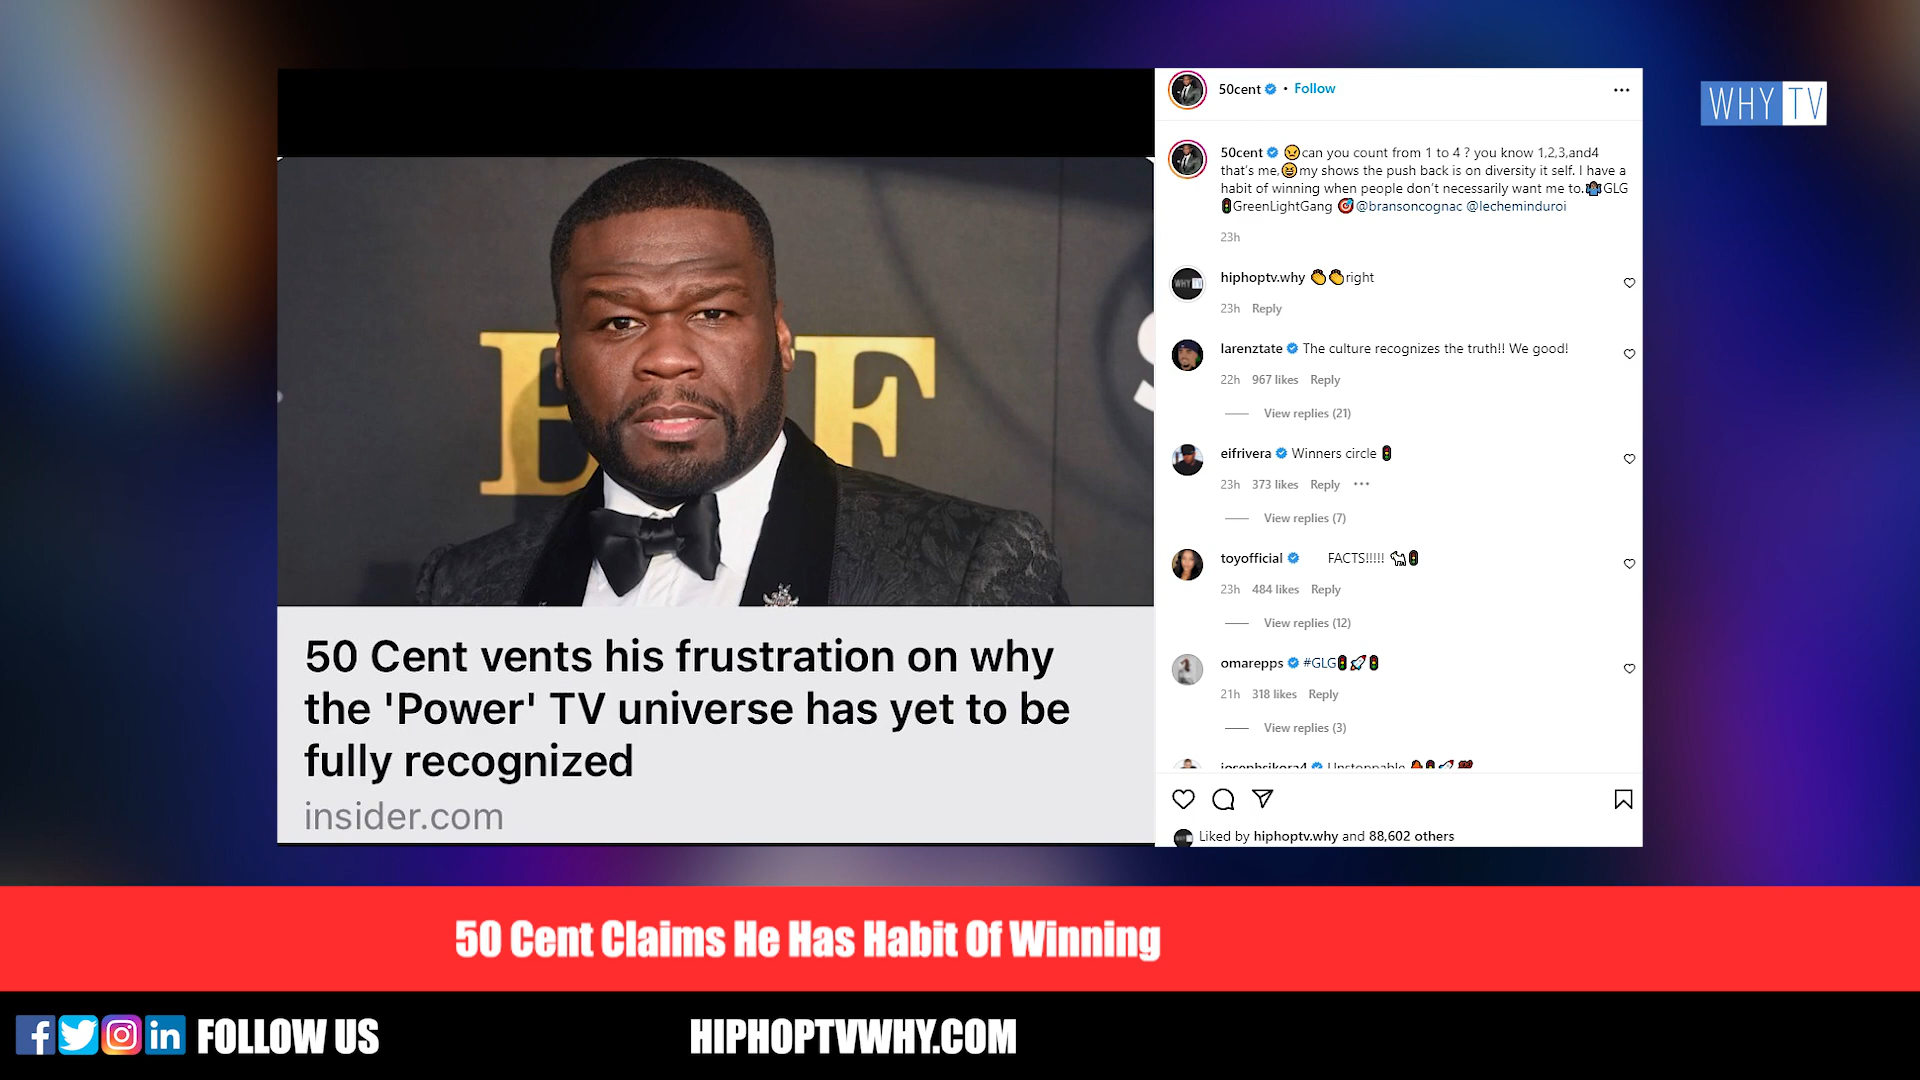 50cent • Follow
WHY TV
50cent 😠can you count from 1 to 4 ? you know 1,2,3,and4
that's me,😆my shows the push back is on diversity it self. I have a
habit of winning when people don't necessarily want me to.🤷🏿‍♂️GLG
🚦GreenLightGang 🎯@bransoncognac @lecheminduroi
23h
hiphoptv.why 👏👏right
23h Reply
larenztate The culture recognizes the truth!! We good!
22h 967 likes Reply
View replies (21)
eifrivera Winners circle 🚦
23h 373 likes Reply
View replies (7)
toyofficial FACTS!!!!! 🐪🚦
23h 484 likes Reply
View replies (12)
omarepps #GLG🚦🚀🚦
21h 318 likes Reply
View replies (3)
josephsikora4 Unstoppable
Liked by hiphoptv.why and 88,602 others
50 Cent vents his frustration on why
the 'Power' TV universe has yet to be
fully recognized
insider.com
50 Cent Claims He Has Habit Of Winning
FOLLOW US
HIPHOPTVWHY.COM